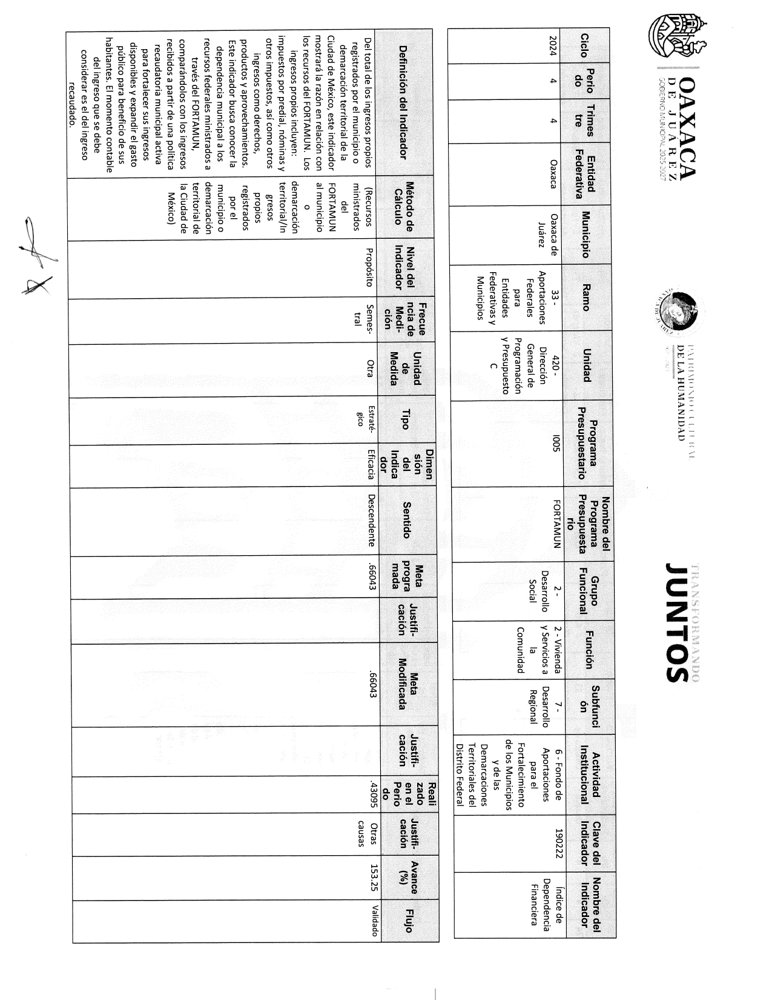 OAXACA
DE JUÁREZ
GOBIERNO MUNICIPAL 2025-2027
PATRIMONIO CULTURAL
DE LA HUMANIDAD
TRANSFORMANDO
JUNTOS
Ciclo
Perio
do
Trimes
tre
Entidad
Federativa
Municipio
Ramo
Unidad
Programa
Presupuestario
Nombre del
Programa
Presupuesta
rio
Grupo
Funcional
Función
Subfunci
ón
Actividad
Institucional
Clave del
Indicador
Nombre del
Indicador
2024
4
4
Oaxaca
Oaxaca de
Juárez
33 -
Aportaciones
Federales
para
Entidades
Federativas y
Municipios
420 -
Dirección
General de
Programación
y Presupuesto
C
I005
FORTAMUN
2 -
Desarrollo
Social
2 - Vivienda
y Servicios a
la
Comunidad
7 -
Desarrollo
Regional
6 - Fondo de
Aportaciones
para el
Fortalecimiento
de los Municipios
y de las
Demarcaciones
Territoriales del
Distrito Federal
190222
Índice de
Dependencia
Financiera
Definición del Indicador
Método de
Cálculo
Nivel del
Indicador
Frecue
ncia de
Medi-
ción
Unidad
de
Medida
Tipo
Dimen
sión
del
Indica
dor
Sentido
Meta
progra
mada
Justifi-
cación
Meta
Modificada
Justifi-
cación
Reali
zado
en el
Perio
do
Justifi-
cación
Avance
(%)
Flujo
Del total de los ingresos propios
registrados por el municipio o
demarcación territorial de la
Ciudad de México, este indicador
mostrará la razón en relación con
los recursos del FORTAMUN. Los
ingresos propios incluyen:
impuestos por predial, nóminas y
otros impuestos, así como otros
ingresos como derechos,
productos y aprovechamientos.
Este indicador busca conocer la
dependencia municipal a los
recursos federales ministrados a
través del FORTAMUN,
comparándolos con los ingresos
recibidos a partir de una política
recaudatoria municipal activa
para fortalecer sus ingresos
disponibles y expandir el gasto
público para beneficio de sus
habitantes. El momento contable
del ingreso que se debe
considerar es el del ingreso
recaudado.
(Recursos
ministrados
del
FORTAMUN
al municipio
o
demarcación
territorial/In
gresos
propios
registrados
por el
municipio o
demarcación
territorial de
la Ciudad de
México)
Propósito
Semes-
tral
Otra
Estraté-
gico
Eficacia
Descendente
.66043
.66043
.43095
Otras
causas
153.25
Validado